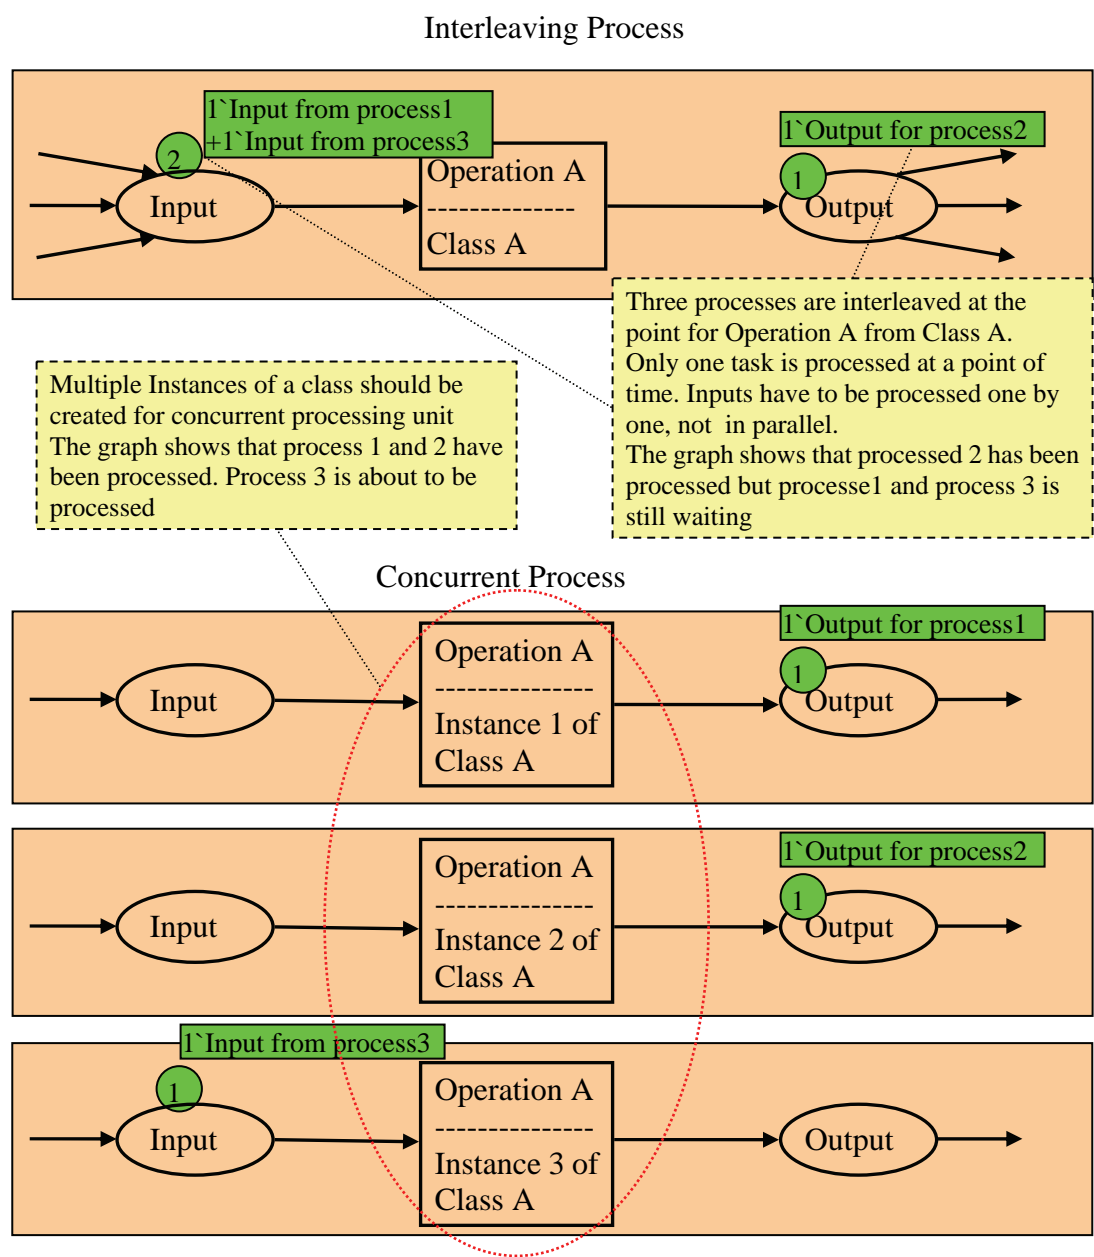 Interleaving Process
1`Input from process1
+1`Input from process3
2
Input
Operation A
---------------
Class A
1`Output for process2
1
Output
Three processes are interleaved at the
point for Operation A from Class A.
Only one task is processed at a point of
time. Inputs have to be processed one by
one, not in parallel.
The graph shows that processed 2 has been
processed but processe1 and process 3 is
still waiting
Multiple Instances of a class should be
created for concurrent processing unit
The graph shows that process 1 and 2 have
been processed. Process 3 is about to be
processed
Concurrent Process
Input
Operation A
----------------
Instance 1 of
Class A
1`Output for process1
1
Output
Input
Operation A
----------------
Instance 2 of
Class A
1`Output for process2
1
Output
1`Input from process3
1
Input
Operation A
----------------
Instance 3 of
Class A
Output